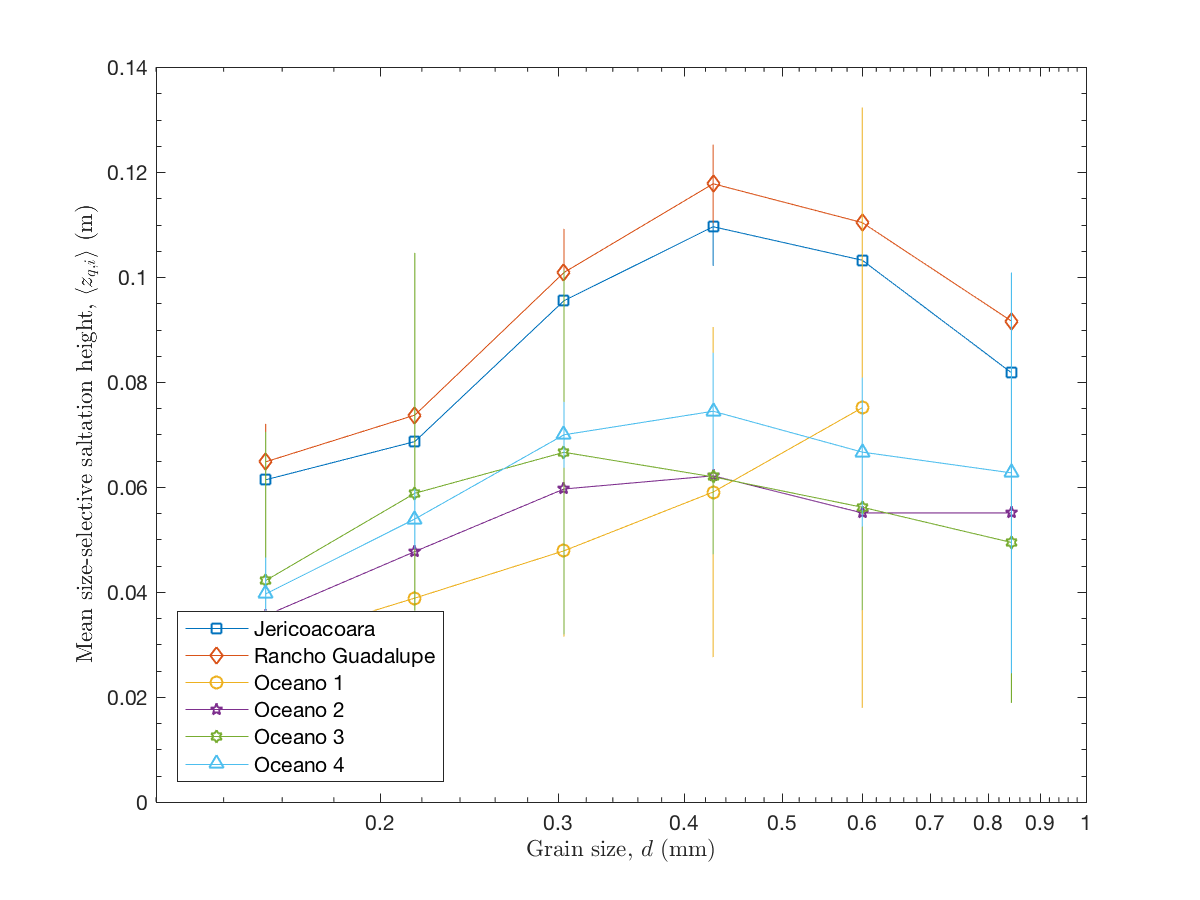 0.14
0.12
0.1
0.08
0.06
0.04
0.02
0
Mean size-selective saltation height, ⟨z_{q,i}⟩ (m)
Jericoacoara
Rancho Guadalupe
Oceano 1
Oceano 2
Oceano 3
Oceano 4
0.2 0.3 0.4 0.5 0.6 0.7 0.8 0.9 1
Grain size, d (mm)